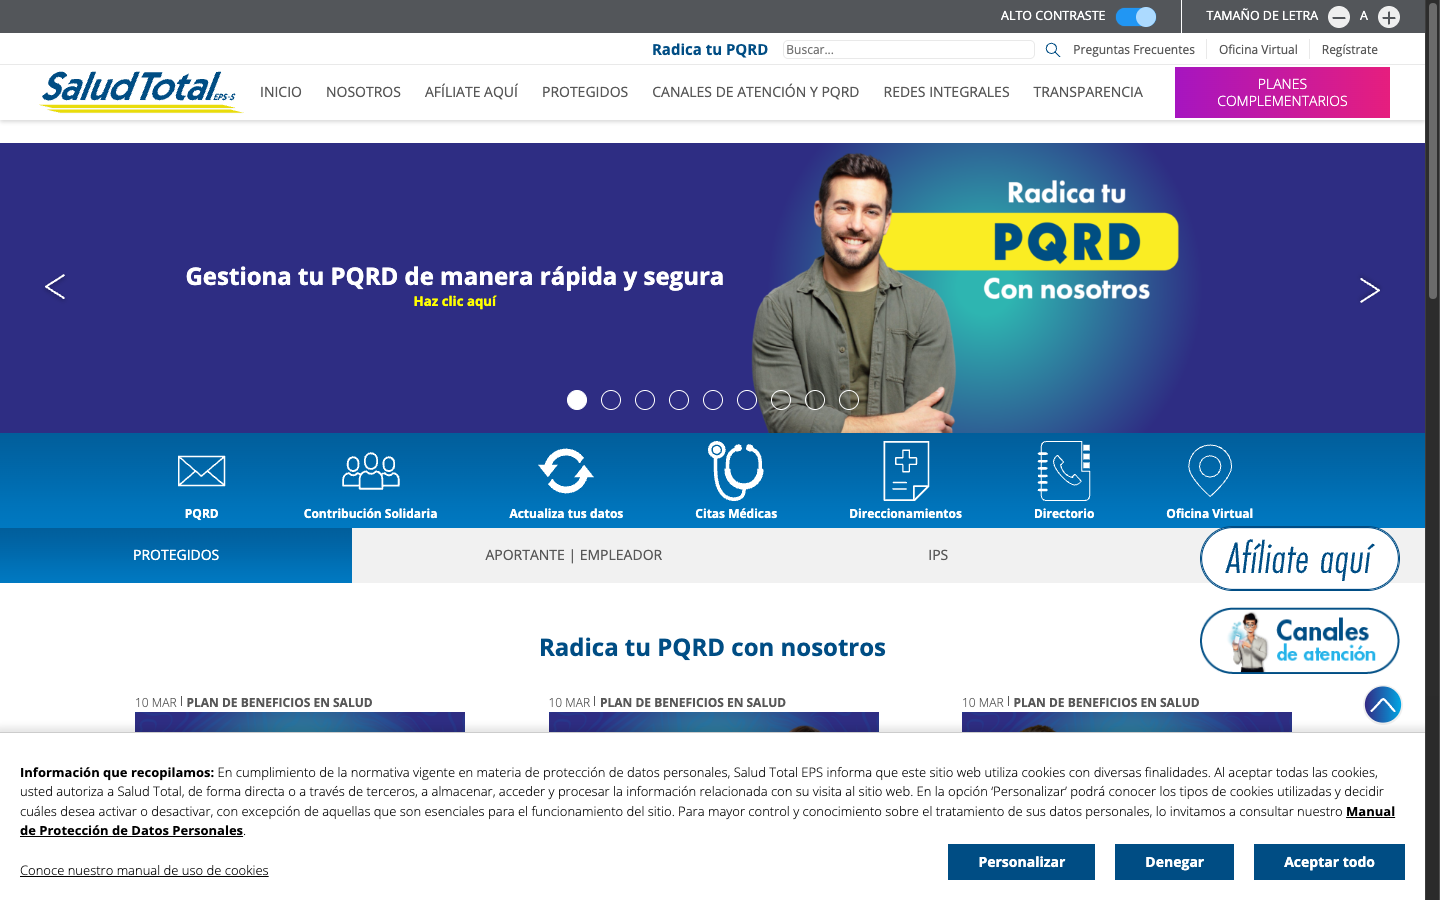 ALTO CONTRASTE
TAMAÑO DE LETRA
A
Radica tu PQRD
Buscar...
Preguntas Frecuentes
Oficina Virtual
Regístrate
SaludTotal EPS-S
INICIO
NOSOTROS
AFÍLIATE AQUÍ
PROTEGIDOS
CANALES DE ATENCIÓN Y PQRD
REDES INTEGRALES
TRANSPARENCIA
PLANES
COMPLEMENTARIOS
Gestiona tu PQRD de manera rápida y segura
Haz clic aquí
Radica tu
PQRD
Con nosotros
PQRD
Contribución Solidaria
Actualiza tus datos
Citas Médicas
Direccionamientos
Directorio
Oficina Virtual
PROTEGIDOS
APORTANTE | EMPLEADOR
IPS
Afíliate aquí
Canales
de atención
Radica tu PQRD con nosotros
10 MAR | PLAN DE BENEFICIOS EN SALUD
10 MAR | PLAN DE BENEFICIOS EN SALUD
10 MAR | PLAN DE BENEFICIOS EN SALUD
Información que recopilamos: En cumplimiento de la normativa vigente en materia de protección de datos personales, Salud Total EPS informa que este sitio web utiliza cookies con diversas finalidades. Al aceptar todas las cookies,
usted autoriza a Salud Total, de forma directa o a través de terceros, a almacenar, acceder y procesar la información relacionada con su visita al sitio web. En la opción ‘Personalizar’ podrá conocer los tipos de cookies utilizadas y decidir
cuáles desea activar o desactivar, con excepción de aquellas que son esenciales para el funcionamiento del sitio. Para mayor control y conocimiento sobre el tratamiento de sus datos personales, lo invitamos a consultar nuestro Manual
de Protección de Datos Personales.
Conoce nuestro manual de uso de cookies
Personalizar
Denegar
Aceptar todo